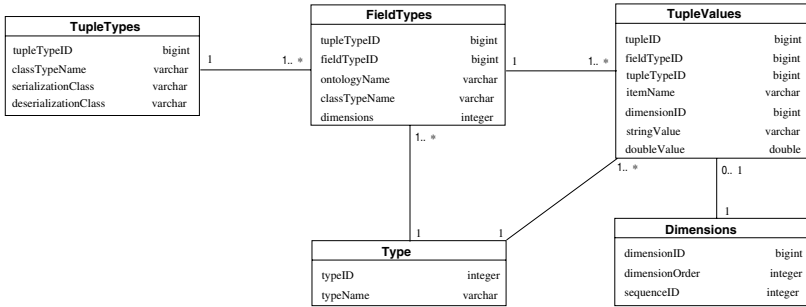 TupleTypes
tupleTypeID bigint
classTypeName varchar
serializationClass varchar
deserializationClass varchar
1 1.. *
FieldTypes
tupleTypeID bigint
fieldTypeID bigint
ontologyName varchar
classTypeName varchar
dimensions integer
1 1.. *
TupleValues
tupleID bigint
fieldTypeID bigint
tupleTypeID bigint
itemName varchar
dimensionID bigint
stringValue varchar
doubleValue double
1.. *
1.. *
0.. 1
1
1
1
Type
typeID integer
typeName varchar
Dimensions
dimensionID bigint
dimensionOrder integer
sequenceID integer